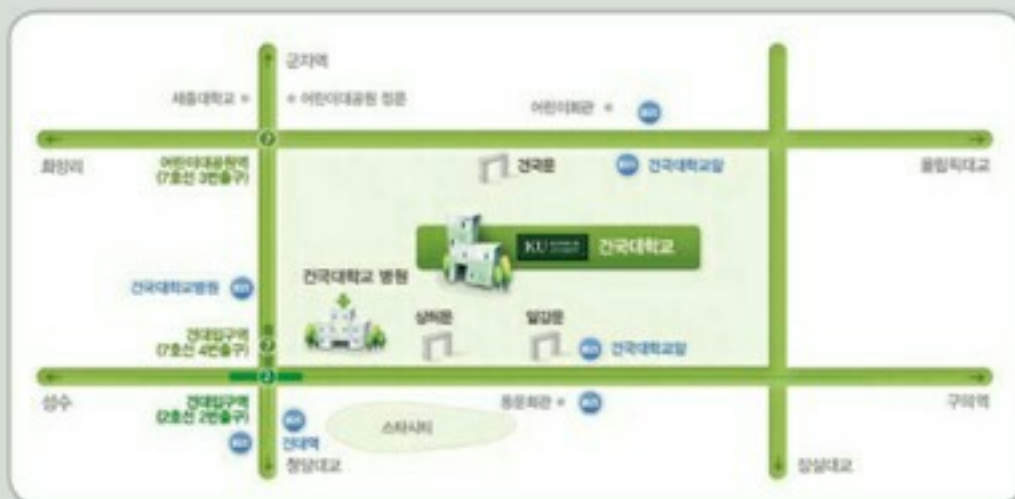 군자역
세종대학교
어린이대공원 정문
어린이회관
화양리
어린이대공원역
(7호선 3번출구)
건국문
건국대학교앞
올림픽대교
KU
건국대학교
건국대학교 병원
건국대학교병원
건대입구역
(7호선 4번출구)
상허문
일감문
건국대학교앞
성수
건대입구역
(2호선 2번출구)
건대역
스타시티
동문회관
구의역
청담대교
잠실대교
7
7
2